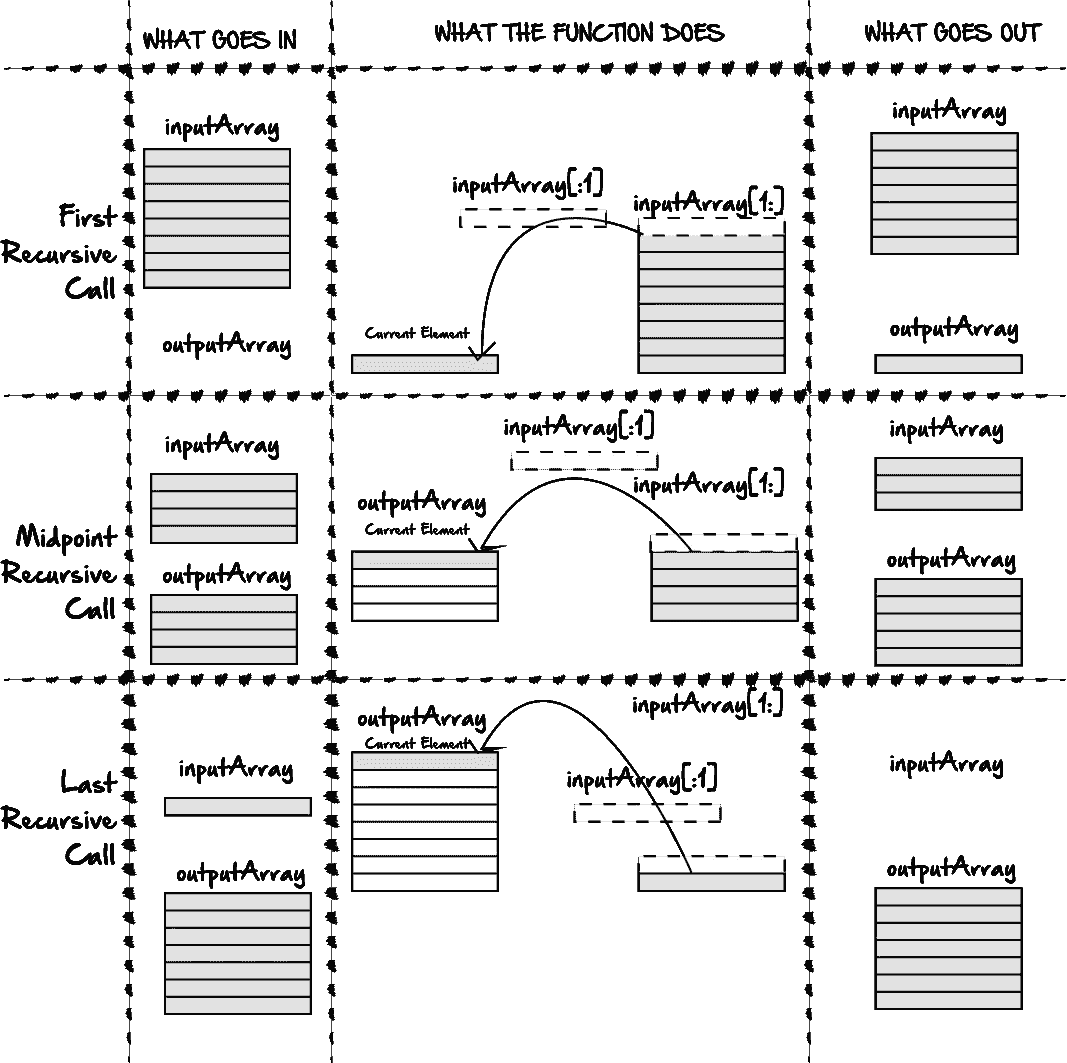 WHAT GOES IN
WHAT THE FUNCTION DOES
WHAT GOES OUT
First
Recursive
Call
inputArray
outputArray
inputArray[:1]
inputArray[1:]
Current Element
inputArray
outputArray
Midpoint
Recursive
Call
inputArray
outputArray
inputArray[:1]
inputArray[1:]
outputArray
Current Element
inputArray
outputArray
Last
Recursive
Call
inputArray
outputArray
inputArray[1:]
outputArray
Current Element
inputArray[:1]
inputArray
outputArray